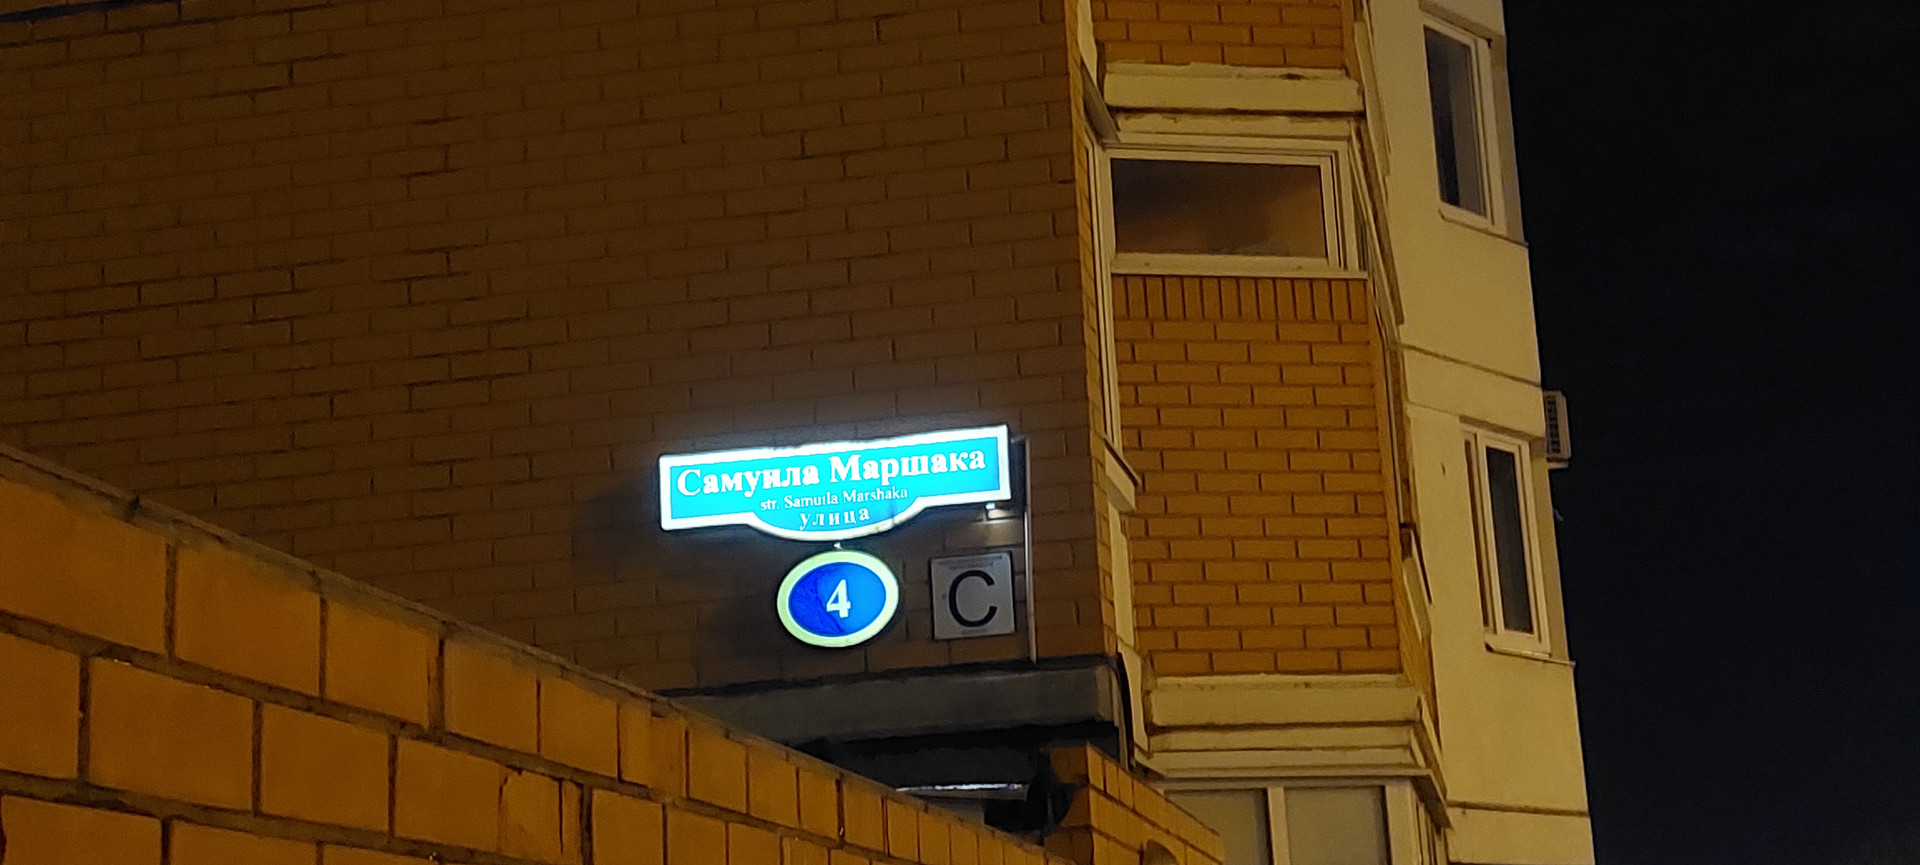 Самуила Маршака
str. Samuila Marshaka
улица
4
C